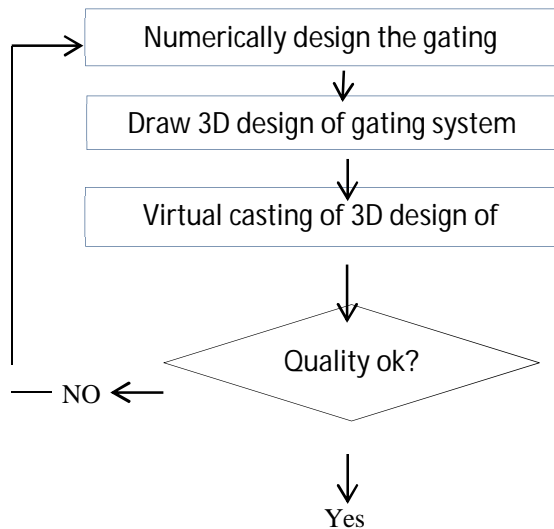 Numerically design the gating
Draw 3D design of gating system
Virtual casting of 3D design of
Quality ok?
NO
Yes